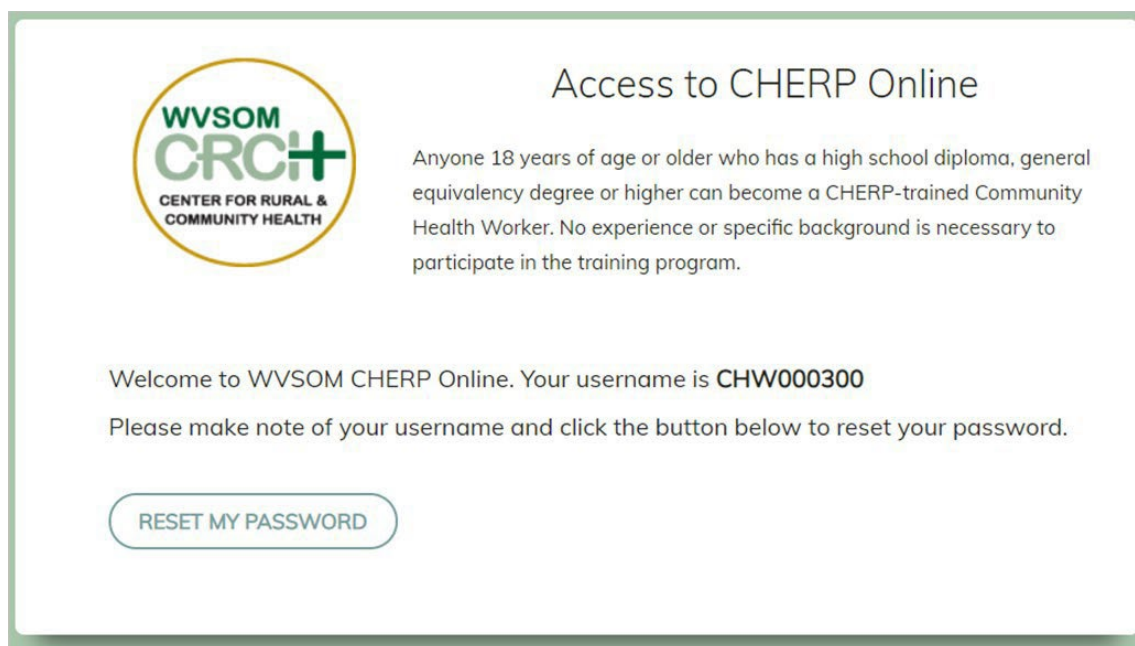 WVSOM
CRCH
CENTER FOR RURAL &
COMMUNITY HEALTH
Access to CHERP Online
Anyone 18 years of age or older who has a high school diploma, general
equivalency degree or higher can become a CHERP-trained Community
Health Worker. No experience or specific background is necessary to
participate in the training program.
Welcome to WVSOM CHERP Online. Your username is CHW000300
Please make note of your username and click the button below to reset your password.
RESET MY PASSWORD